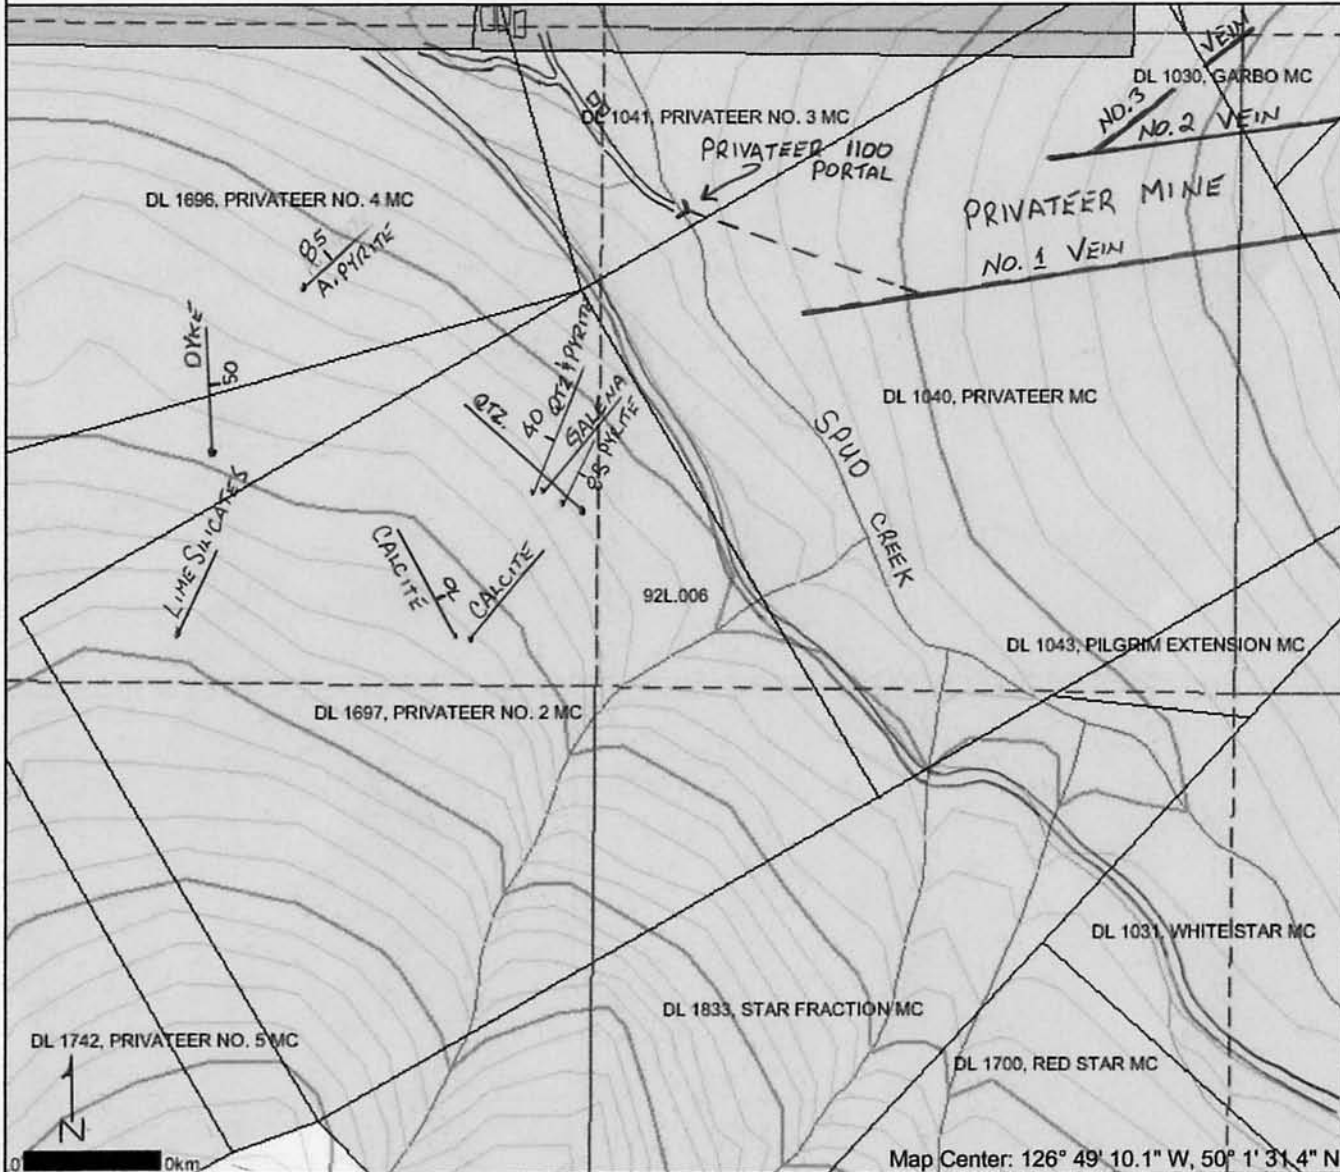 VEIN
DL 1030, GARBO MC
NO. 3
NO. 2 VEIN
DL 1041, PRIVATEER NO. 3 MC
PRIVATEER 1100
PORTAL
PRIVATEER MINE
NO. 1 VEIN
DL 1696, PRIVATEER NO. 4 MC
85
A. PYRITE
DYKE
50
QTZ.
40 QTZ & PYRITE
GALENA
85 PYRITE
DL 1040, PRIVATEER MC
SPUD
CREEK
LIME SILICATES
CALCITE
CALCITE
92L.006
DL 1043, PILGRIM EXTENSION MC
DL 1697, PRIVATEER NO. 2 MC
DL 1031, WHITE STAR MC
DL 1833, STAR FRACTION MC
DL 1742, PRIVATEER NO. 5 MC
DL 1700, RED STAR MC
N
0 0km
Map Center: 126° 49' 10.1" W, 50° 1' 31.4" N